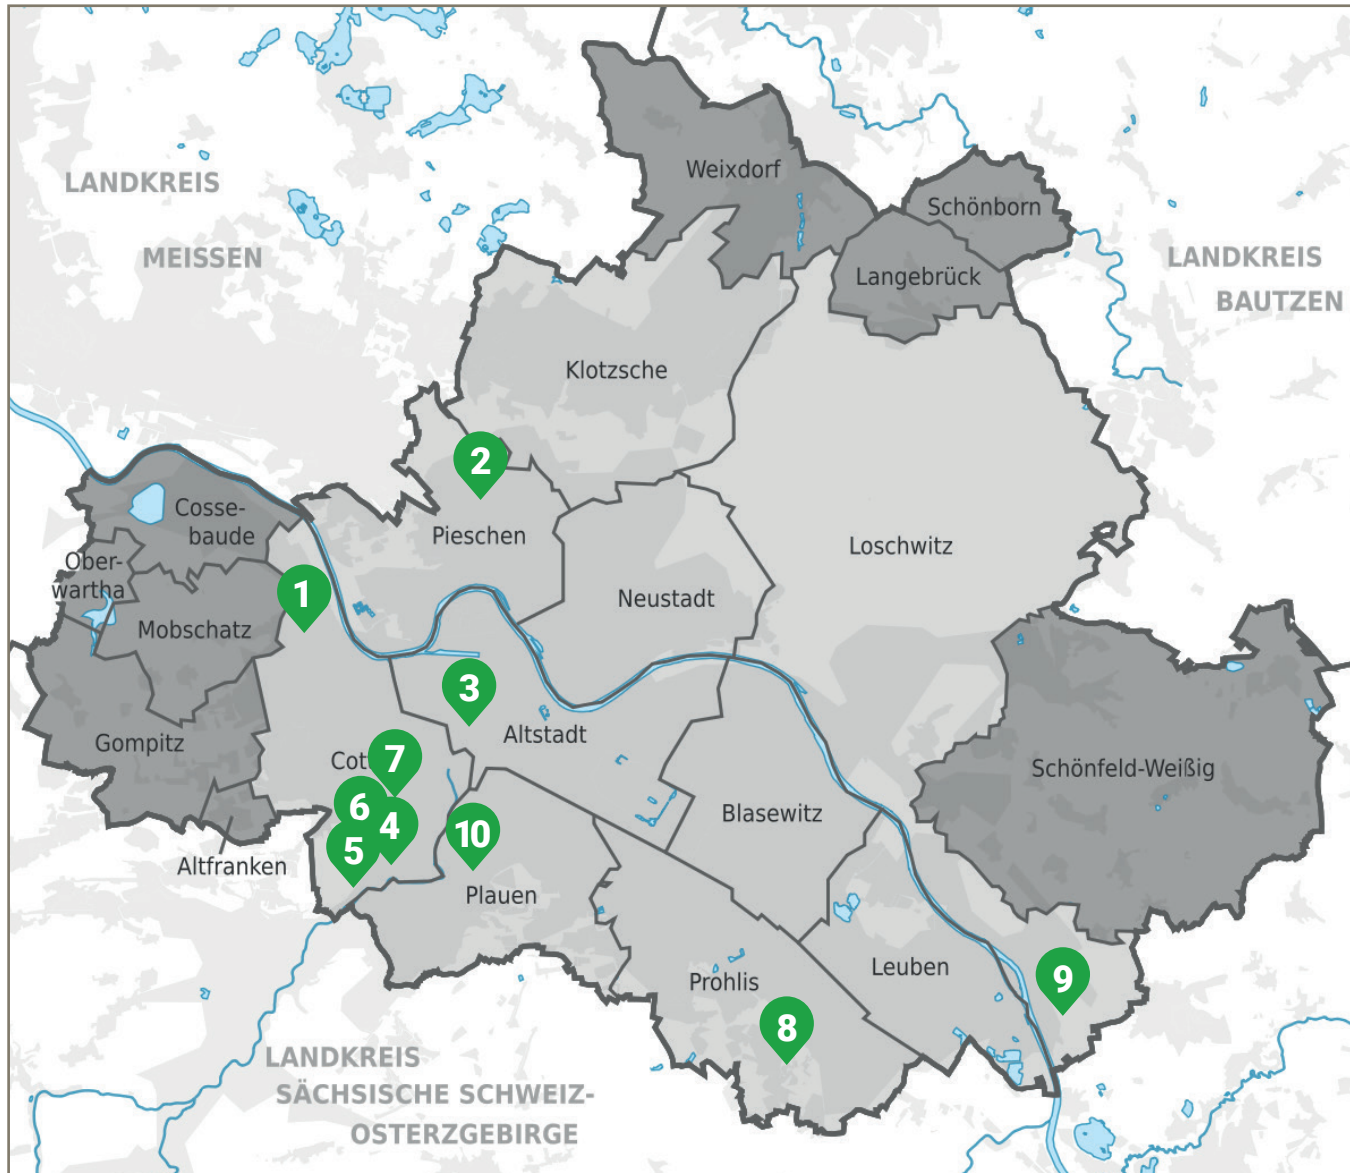 Weixdorf
LANDKREIS
MEISSEN
Schönborn
LANDKREIS
BAUTZEN
Langebrück
Klotzsche
2
Cosse-
baude
Pieschen
Loschwitz
Ober-
wartha
1
Neustadt
Mobschatz
3
Altstadt
Gompitz
Cot
7
Schönfeld-Weißig
6
4
5
10
Blasewitz
Altfranken
Plauen
Leuben
9
Prohlis
8
LANDKREIS
SÄCHSISCHE SCHWEIZ-
OSTERZGEBIRGE